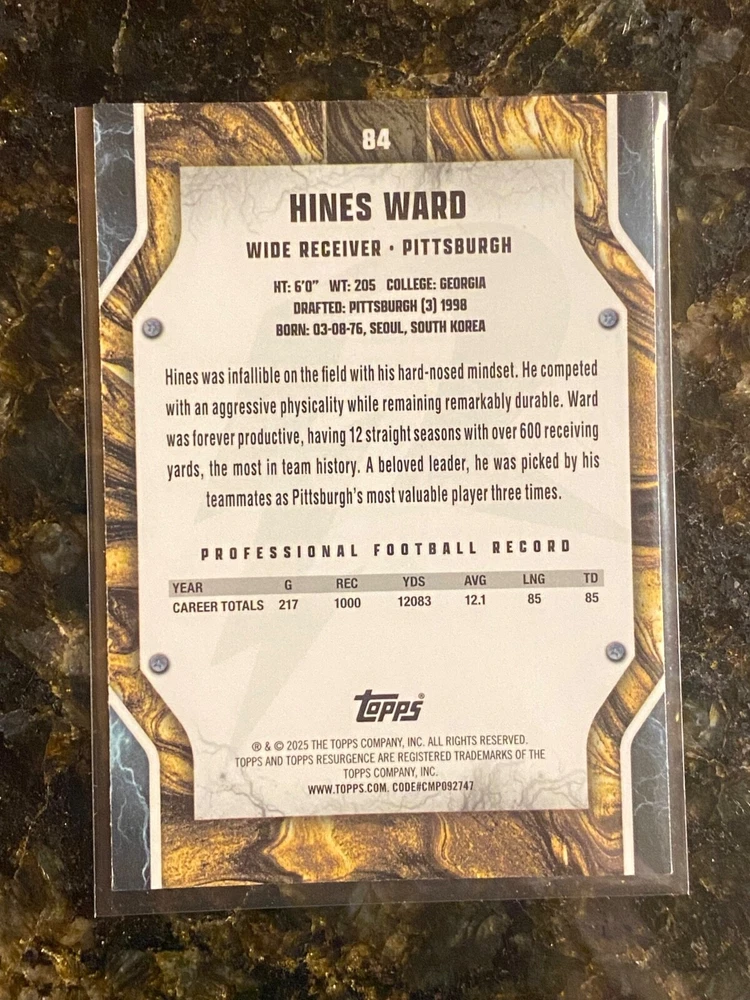 84
HINES WARD
WIDE RECEIVER • PITTSBURGH
HT: 6'0" WT: 205 COLLEGE: GEORGIA
DRAFTED: PITTSBURGH (3) 1998
BORN: 03-08-76, SEOUL, SOUTH KOREA
Hines was infallible on the field with his hard-nosed mindset. He competed
with an aggressive physicality while remaining remarkably durable. Ward
was forever productive, having 12 straight seasons with over 600 receiving
yards, the most in team history. A beloved leader, he was picked by his
teammates as Pittsburgh's most valuable player three times.
PROFESSIONAL FOOTBALL RECORD
YEAR G REC YDS AVG LNG TD
CAREER TOTALS 217 1000 12083 12.1 85 85
Topps®
® & © 2025 THE TOPPS COMPANY, INC. ALL RIGHTS RESERVED.
TOPPS AND TOPPS RESURGENCE ARE REGISTERED TRADEMARKS OF THE
TOPPS COMPANY, INC.
WWW.TOPPS.COM. CODE#CMP092747